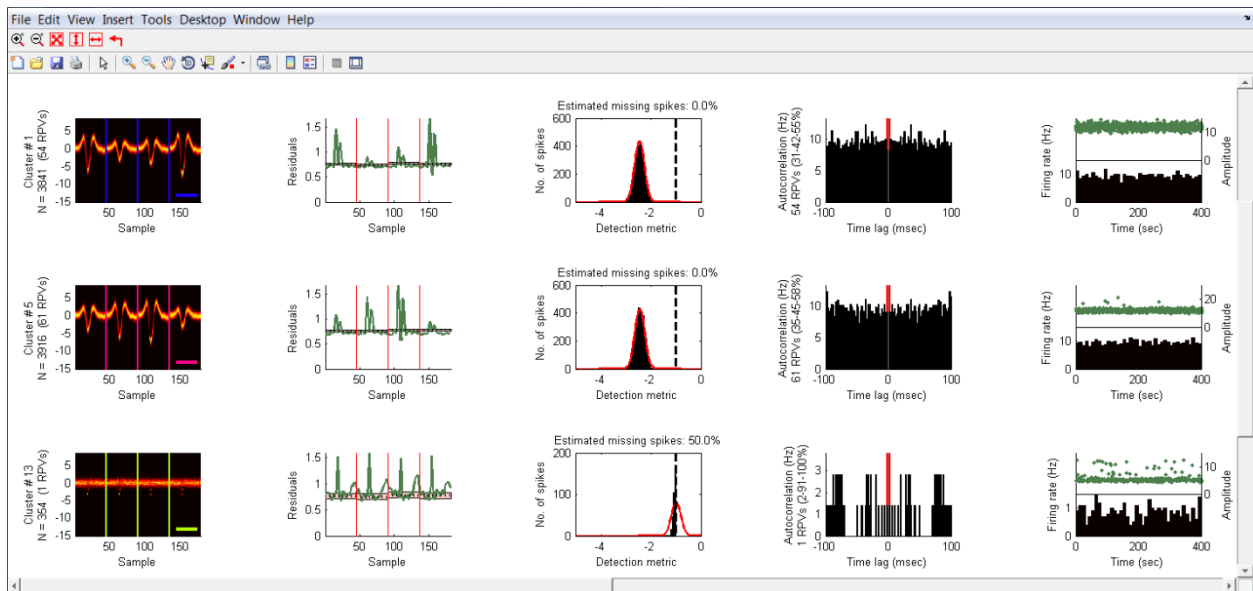 File Edit View Insert Tools Desktop Window Help
Cluster # 1
N = 3841 (54 RPVs)
5
0
-5
-10
-15
50 100 150
Sample
Residuals
1.5
1
0.5
0
50 100 150
Sample
Estimated missing spikes: 0.0%
No. of spikes
600
400
200
0
-4 -2 0
Detection metric
Autocorrelation (Hz)
54 RPVs (31-42-55%)
10
5
0
-100 0 100
Time lag (msec)
Firing rate (Hz)
10
0
10
0
Amplitude
0 200 400
Time (sec)
Cluster # 5
N = 3916 (61 RPVs)
5
0
-5
-10
-15
50 100 150
Sample
Residuals
1.5
1
0.5
0
50 100 150
Sample
Estimated missing spikes: 0.0%
No. of spikes
600
400
200
0
-4 -2 0
Detection metric
Autocorrelation (Hz)
61 RPVs (35-45-58%)
10
5
0
-100 0 100
Time lag (msec)
Firing rate (Hz)
10
0
20
0
Amplitude
0 200 400
Time (sec)
Cluster # 13
N = 354 (1 RPVs)
5
0
-5
-10
-15
50 100 150
Sample
Residuals
1.5
1
0.5
0
50 100 150
Sample
Estimated missing spikes: 50.0%
No. of spikes
200
100
0
-4 -2 0
Detection metric
Autocorrelation (Hz)
1 RPVs (2-91-100%)
3
2
1
0
-100 0 100
Time lag (msec)
Firing rate (Hz)
1
0
10
0
Amplitude
0 200 400
Time (sec)